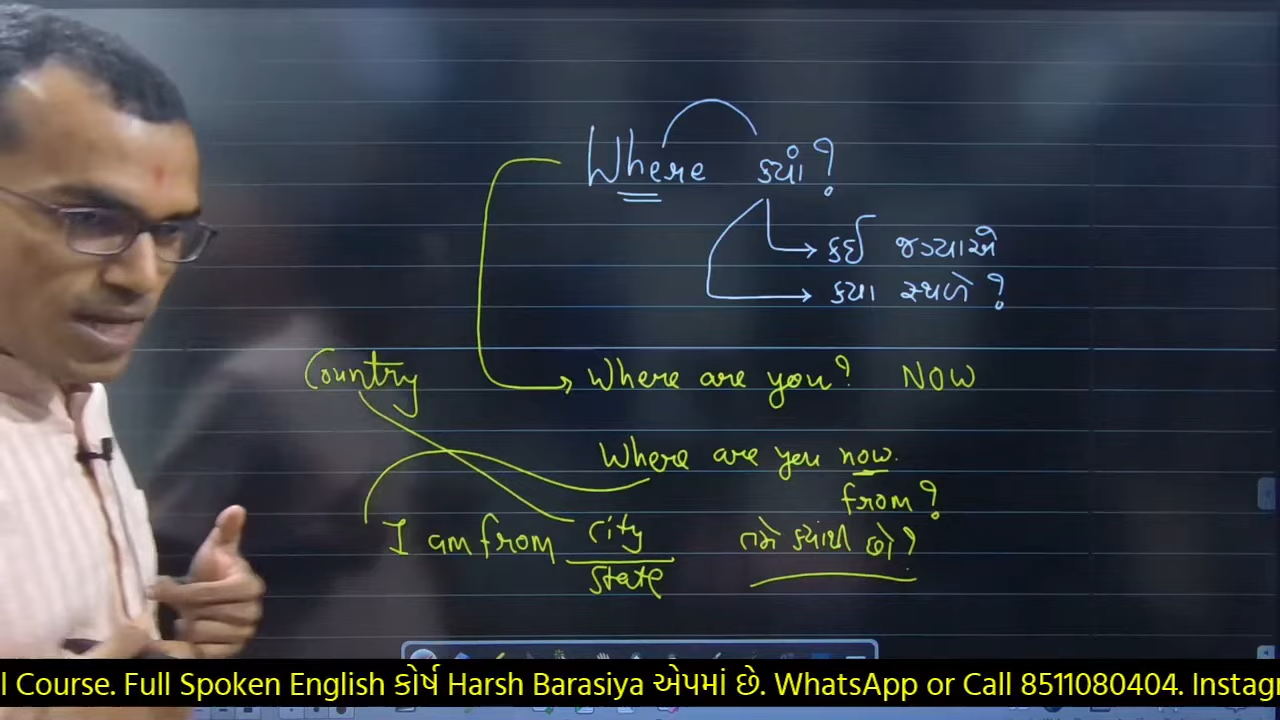 Where ક્યાં?
કઈ જગ્યાએ
ક્યા સ્થળે ?
Country
Where are you? NOW
Where are you now.
from?
I am from city
state
તમે ક્યાંથી છો?
l Course. Full Spoken English કોર્ષ Harsh Barasiya એપમાં છે. WhatsApp or Call 8511080404. Instag